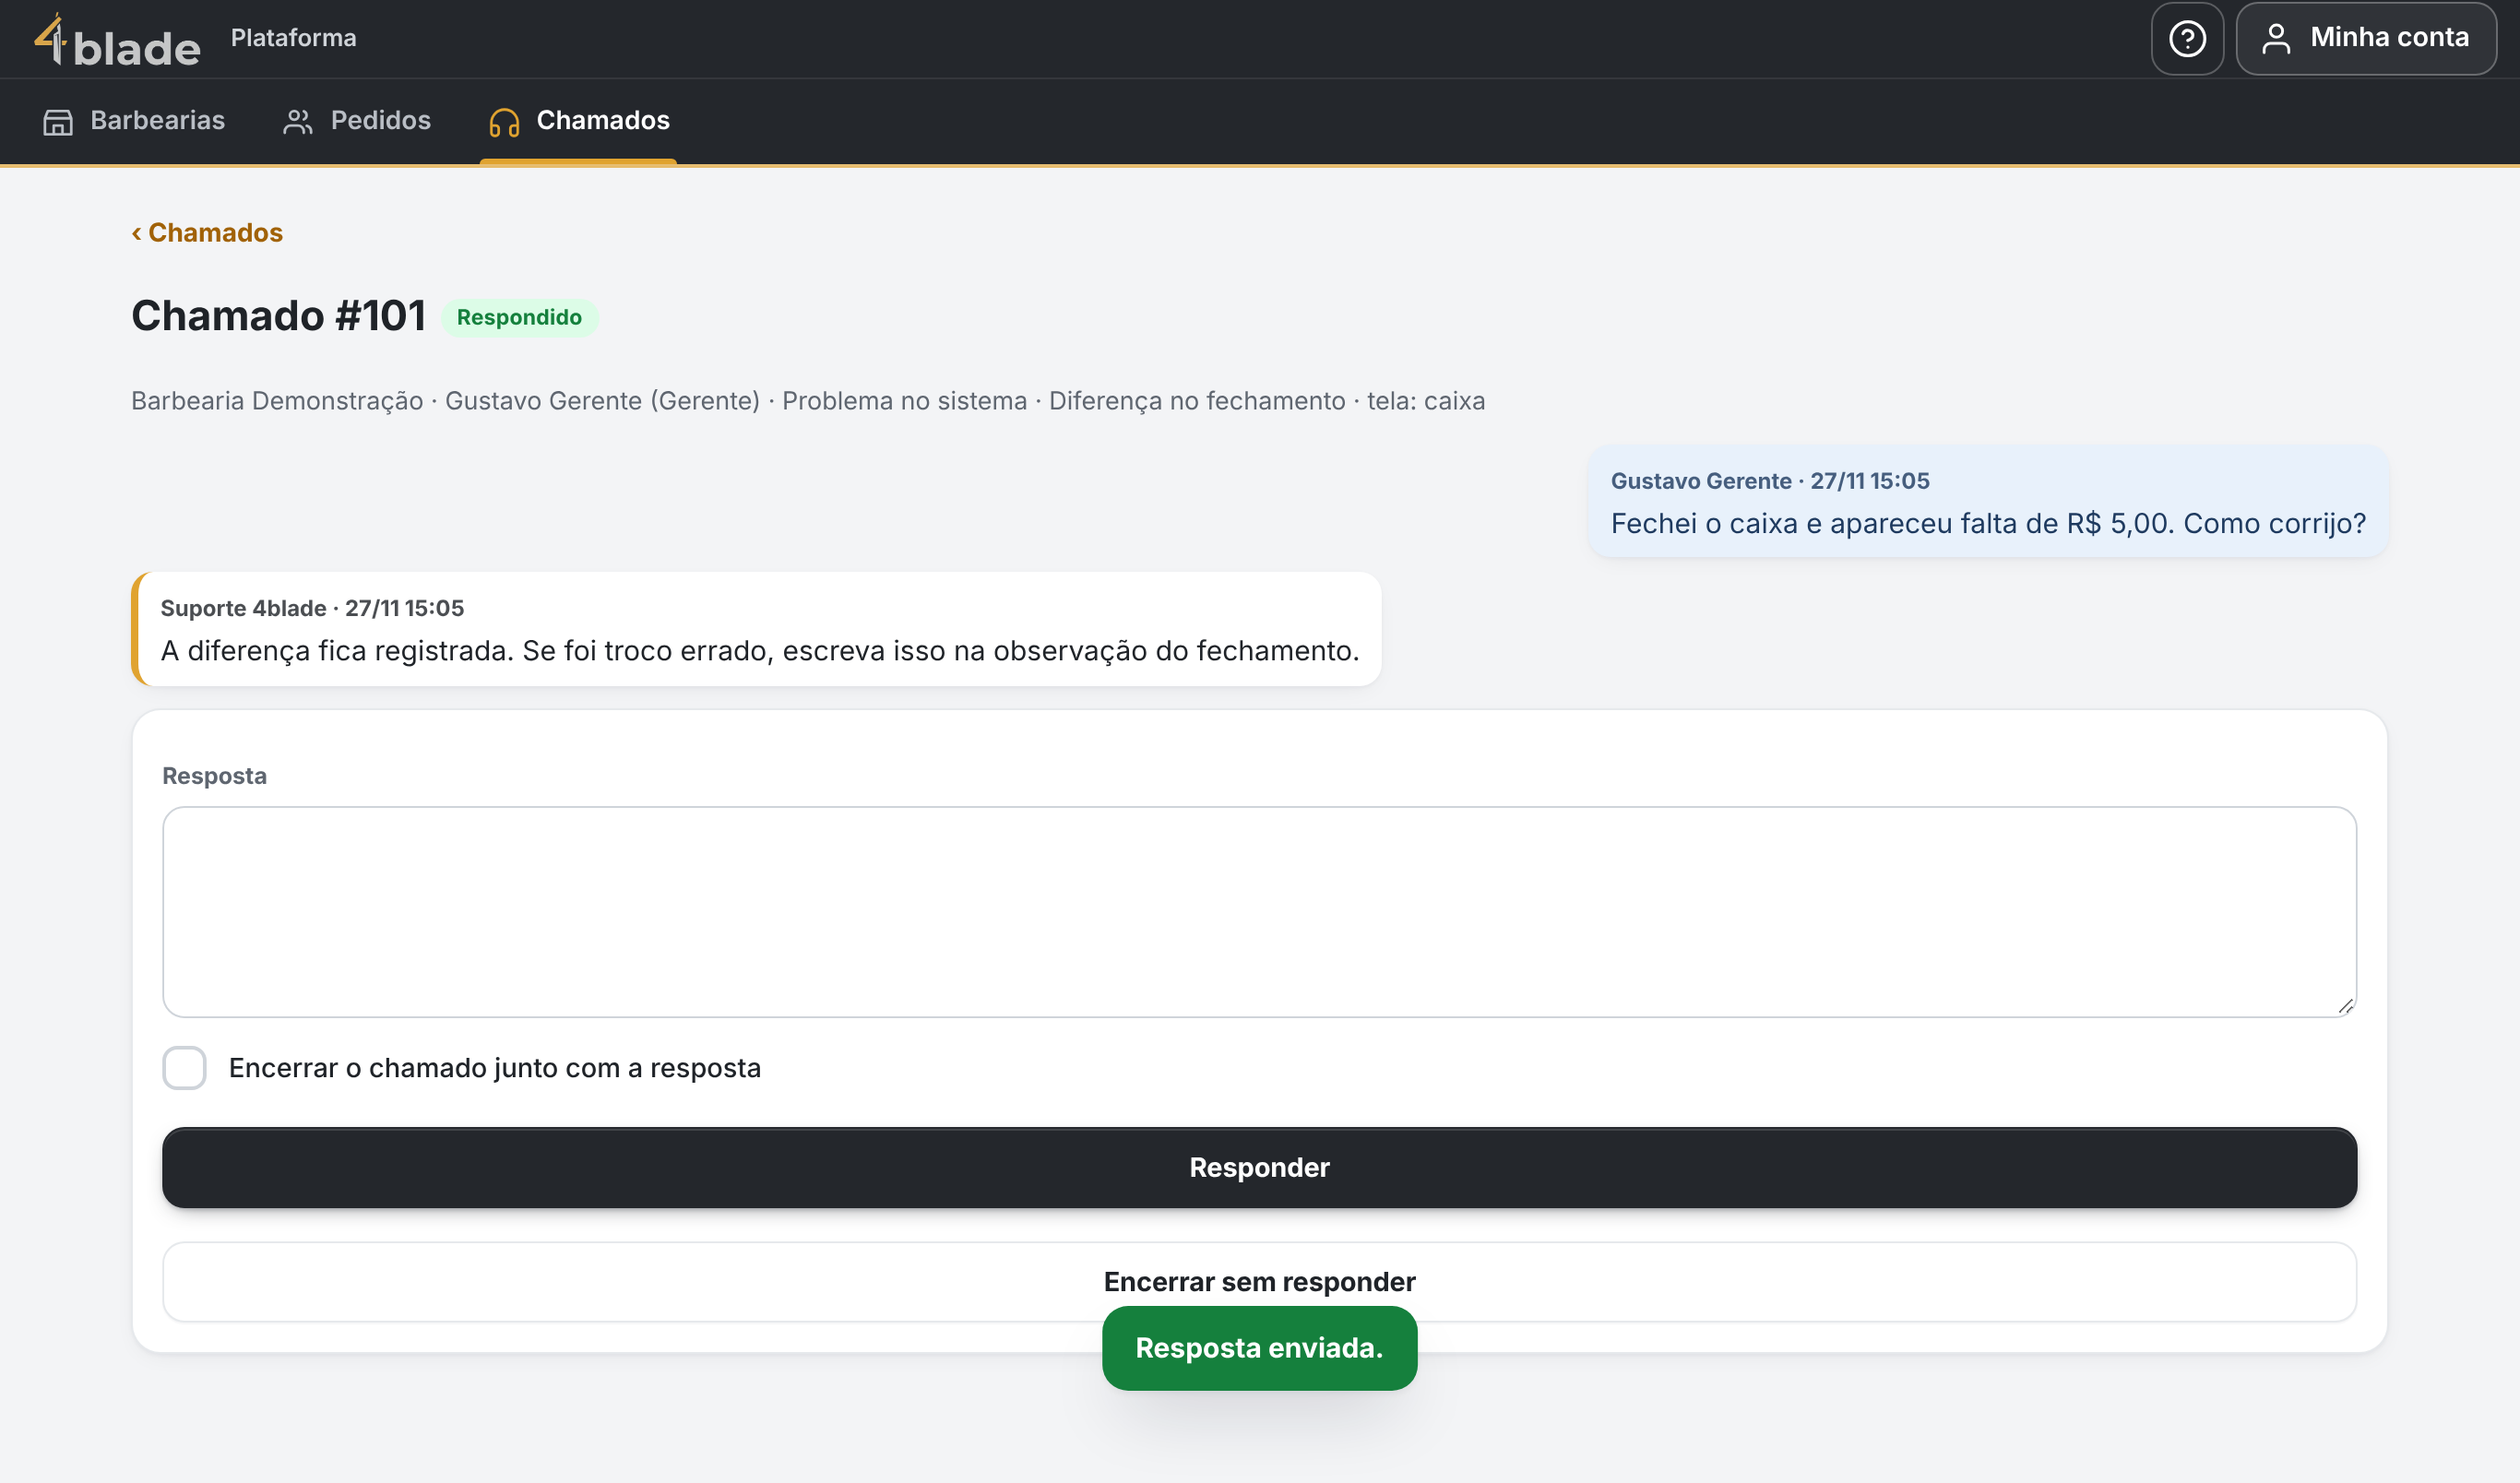 4blade Plataforma
? Minha conta
Barbearias Pedidos Chamados
‹ Chamados
Chamado #101 Respondido
Barbearia Demonstração · Gustavo Gerente (Gerente) · Problema no sistema · Diferença no fechamento · tela: caixa
Gustavo Gerente · 27/11 15:05
Fechei o caixa e apareceu falta de R$ 5,00. Como corrijo?
Suporte 4blade · 27/11 15:05
A diferença fica registrada. Se foi troco errado, escreva isso na observação do fechamento.
Resposta
Encerrar o chamado junto com a resposta
Responder
Encerrar sem responder
Resposta enviada.